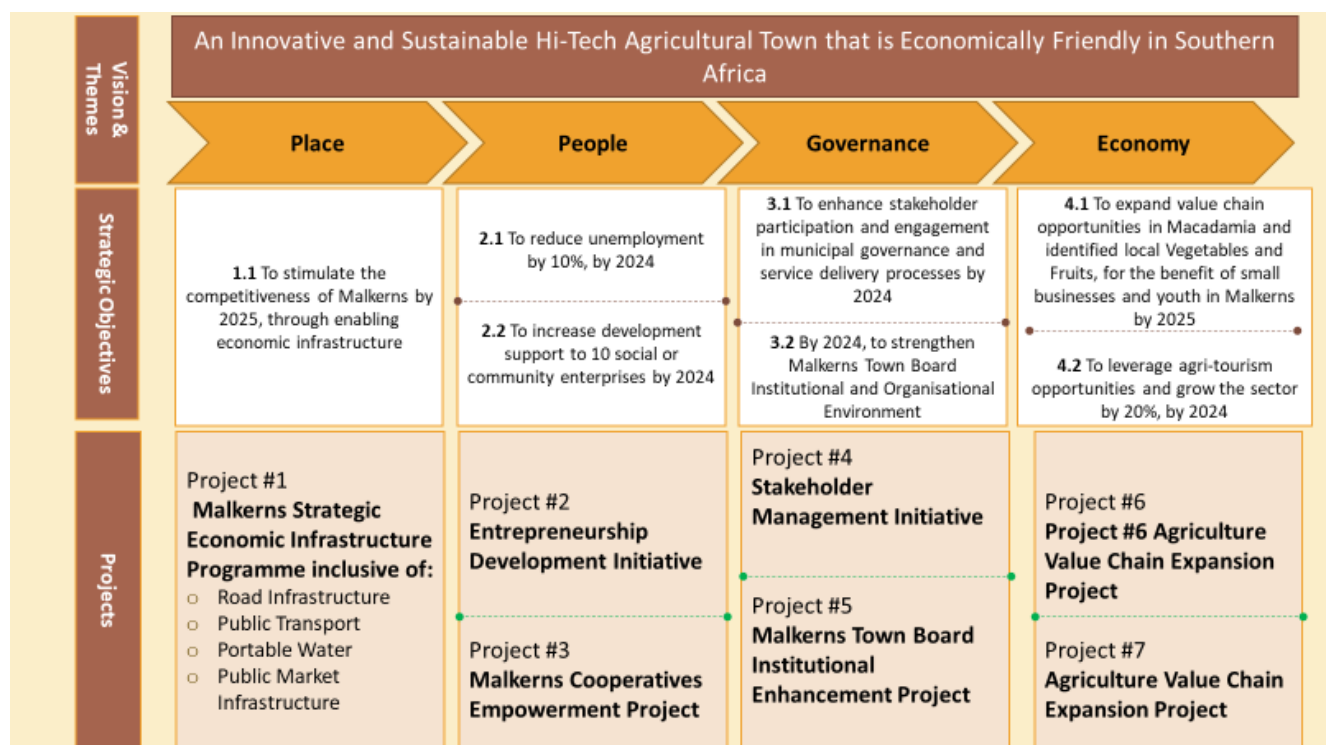 Vision &
Themes
An Innovative and Sustainable Hi-Tech Agricultural Town that is Economically Friendly in Southern
Africa
Place
People
Governance
Economy
Strategic Objectives
1.1 To stimulate the
competitiveness of Malkerns by
2025, through enabling
economic infrastructure
2.1 To reduce unemployment
by 10%, by 2024
2.2 To increase development
support to 10 social or
community enterprises by 2024
3.1 To enhance stakeholder
participation and engagement
in municipal governance and
service delivery processes by
2024
3.2 By 2024, to strengthen
Malkerns Town Board
Institutional and Organisational
Environment
4.1 To expand value chain
opportunities in Macadamia and
identified local Vegetables and
Fruits, for the benefit of small
businesses and youth in Malkerns
by 2025
4.2 To leverage agri-tourism
opportunities and grow the sector
by 20%, by 2024
Projects
Project #1
Malkerns Strategic
Economic Infrastructure
Programme inclusive of:
o Road Infrastructure
o Public Transport
o Portable Water
o Public Market
Infrastructure
Project #2
Entrepreneurship
Development Initiative
Project #3
Malkerns Cooperatives
Empowerment Project
Project #4
Stakeholder
Management Initiative
Project #5
Malkerns Town Board
Institutional
Enhancement Project
Project #6
Project #6 Agriculture
Value Chain Expansion
Project
Project #7
Agriculture Value Chain
Expansion Project